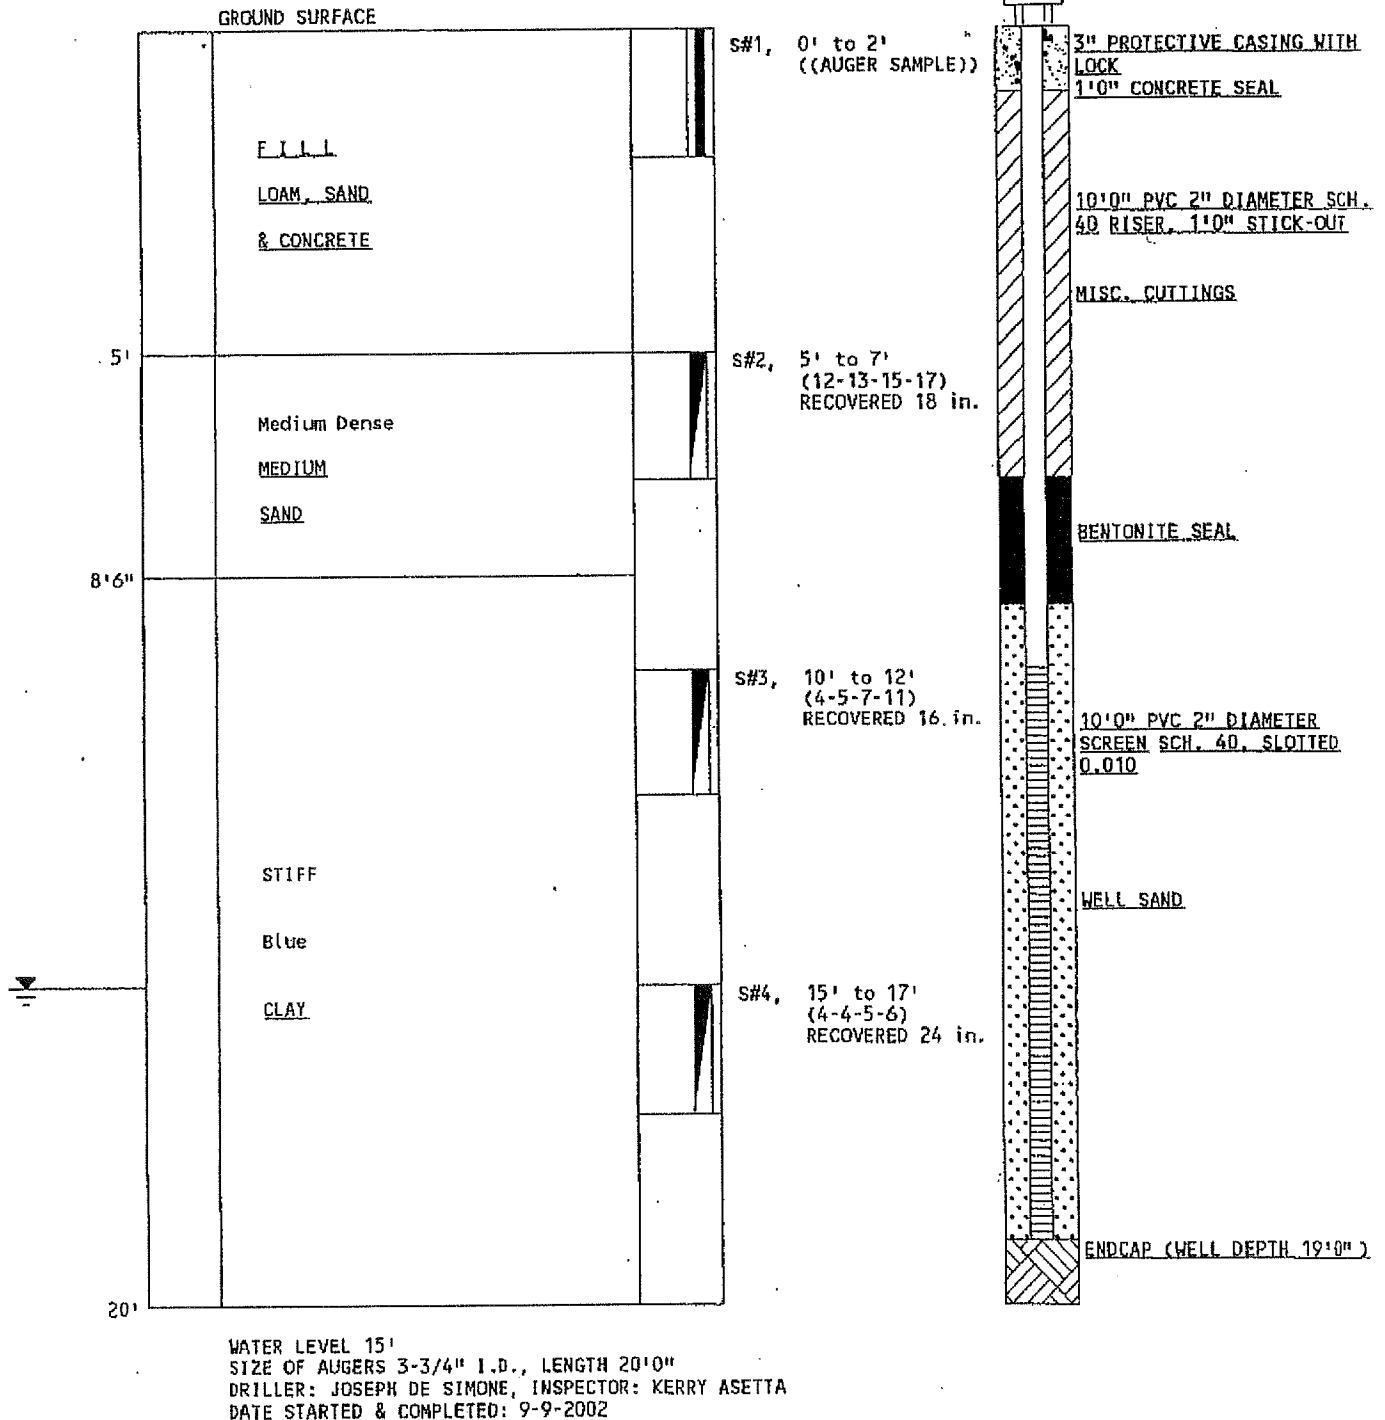 GROUND SURFACE
F I L L
LOAM, SAND
& CONCRETE
5'
Medium Dense
MEDIUM
SAND
8'6"
STIFF
Blue
CLAY
20'
S#1, 0' to 2'
((AUGER SAMPLE))
S#2, 5' to 7'
(12-13-15-17)
RECOVERED 18 in.
S#3, 10' to 12'
(4-5-7-11)
RECOVERED 16 in.
S#4, 15' to 17'
(4-4-5-6)
RECOVERED 24 in.
3" PROTECTIVE CASING WITH
LOCK
1'0" CONCRETE SEAL
10'0" PVC 2" DIAMETER SCH.
40 RISER, 1'0" STICK-OUT
MISC. CUTTINGS
BENTONITE SEAL
10'0" PVC 2" DIAMETER
SCREEN SCH. 40, SLOTTED
0.010
WELL SAND
ENDCAP (WELL DEPTH 19'0")
WATER LEVEL 15'
SIZE OF AUGERS 3-3/4" I.D., LENGTH 20'0"
DRILLER: JOSEPH DE SIMONE, INSPECTOR: KERRY ASETTA
DATE STARTED & COMPLETED: 9-9-2002